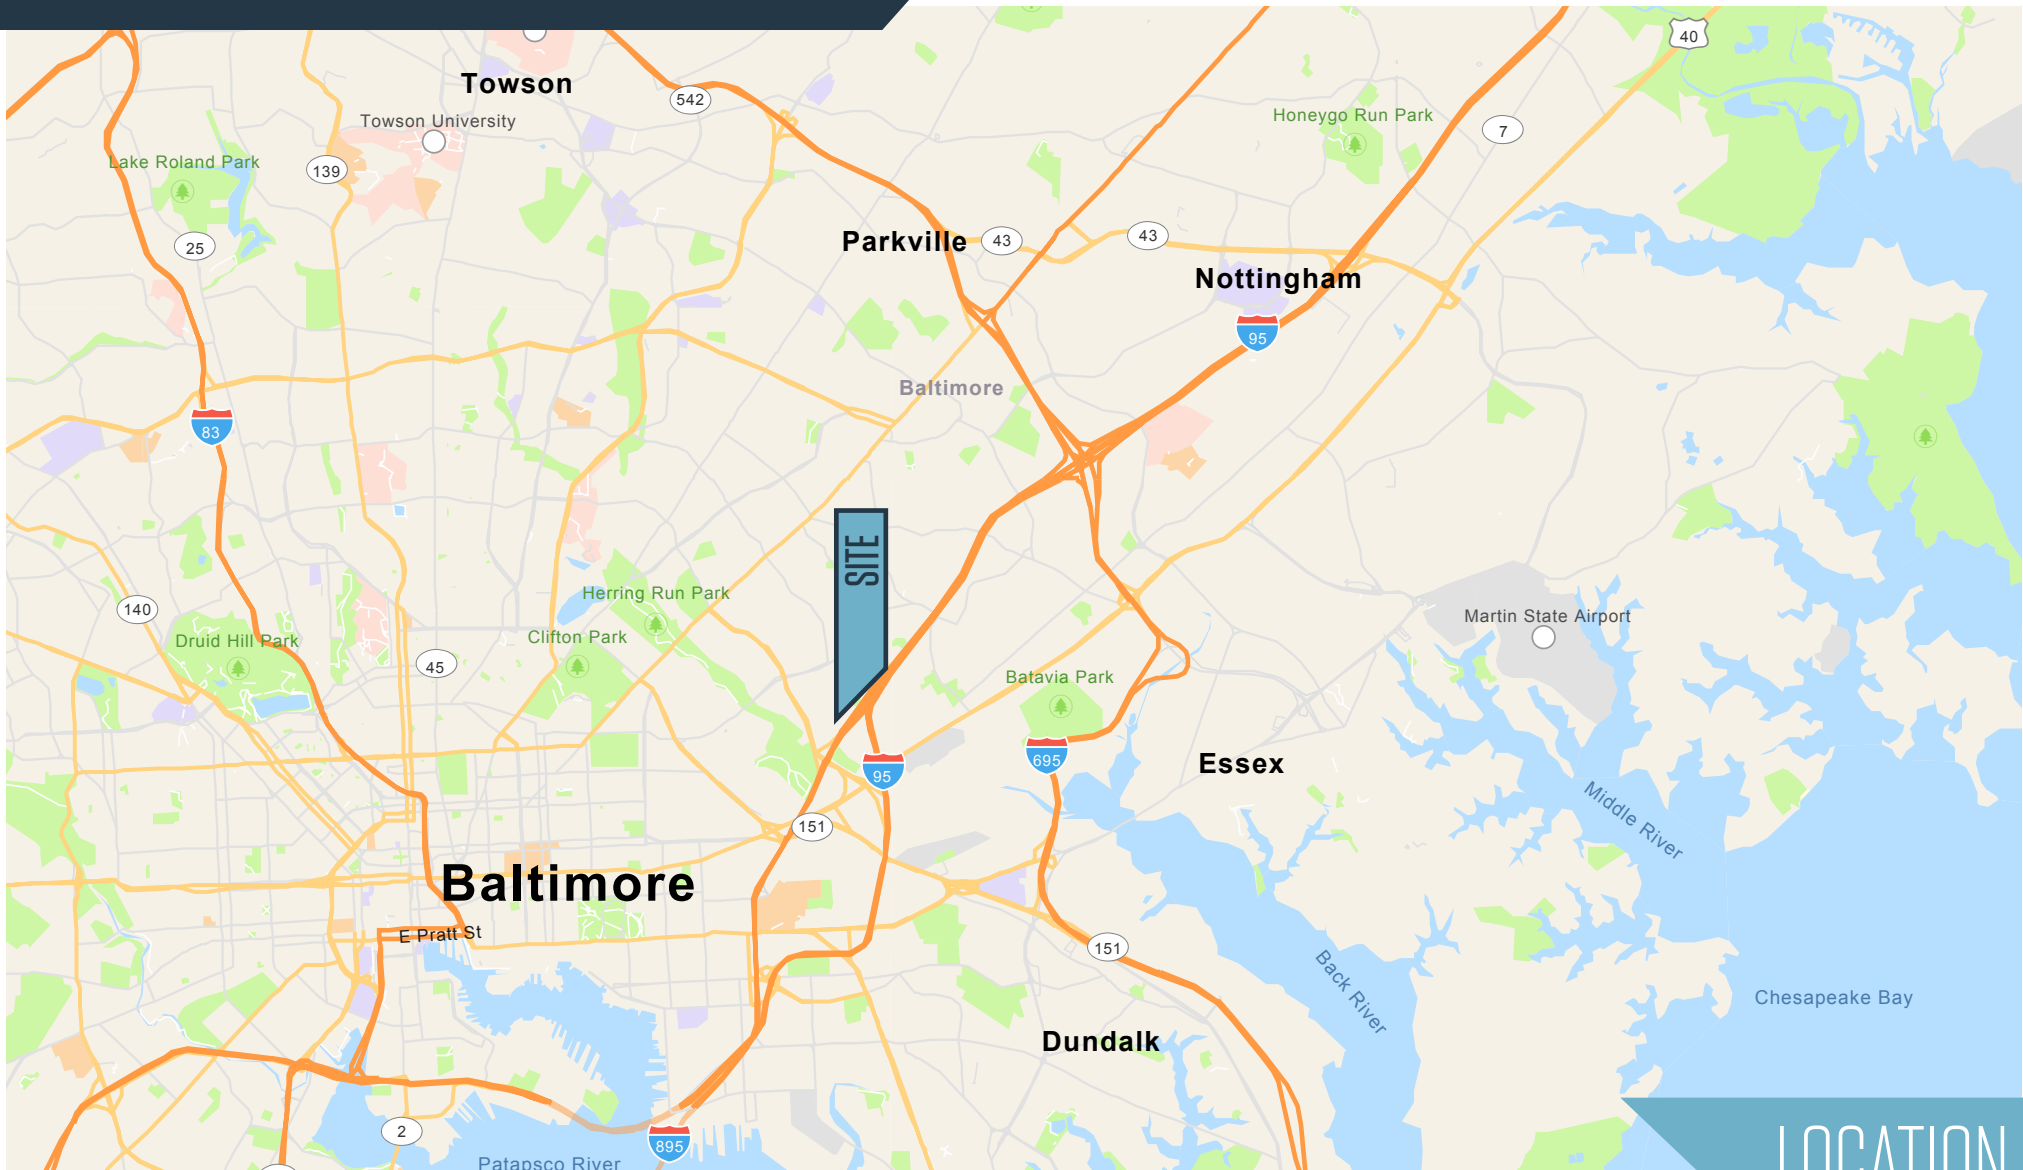 40
Towson
542
Honeygo Run Park
Towson University
7
Lake Roland Park
139
25
Parkville
43
43
Nottingham
95
Baltimore
83
SITE
Herring Run Park
140
Martin State Airport
Druid Hill Park
Clifton Park
45
Batavia Park
695
Essex
95
Middle River
151
Baltimore
E Pratt St
151
Back River
Chesapeake Bay
Dundalk
2
895
LOCATION
Patapsco River